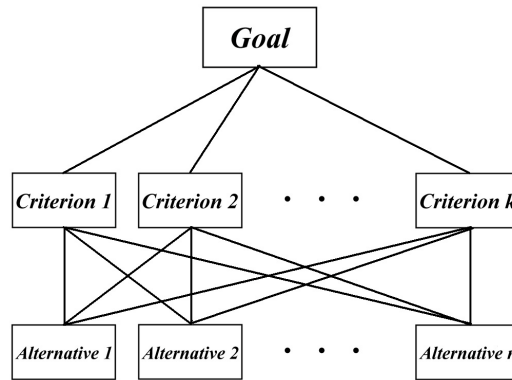 Goal
Criterion 1 Criterion 2 . . . Criterion k
Alternative 1 Alternative 2 . . . Alternative n